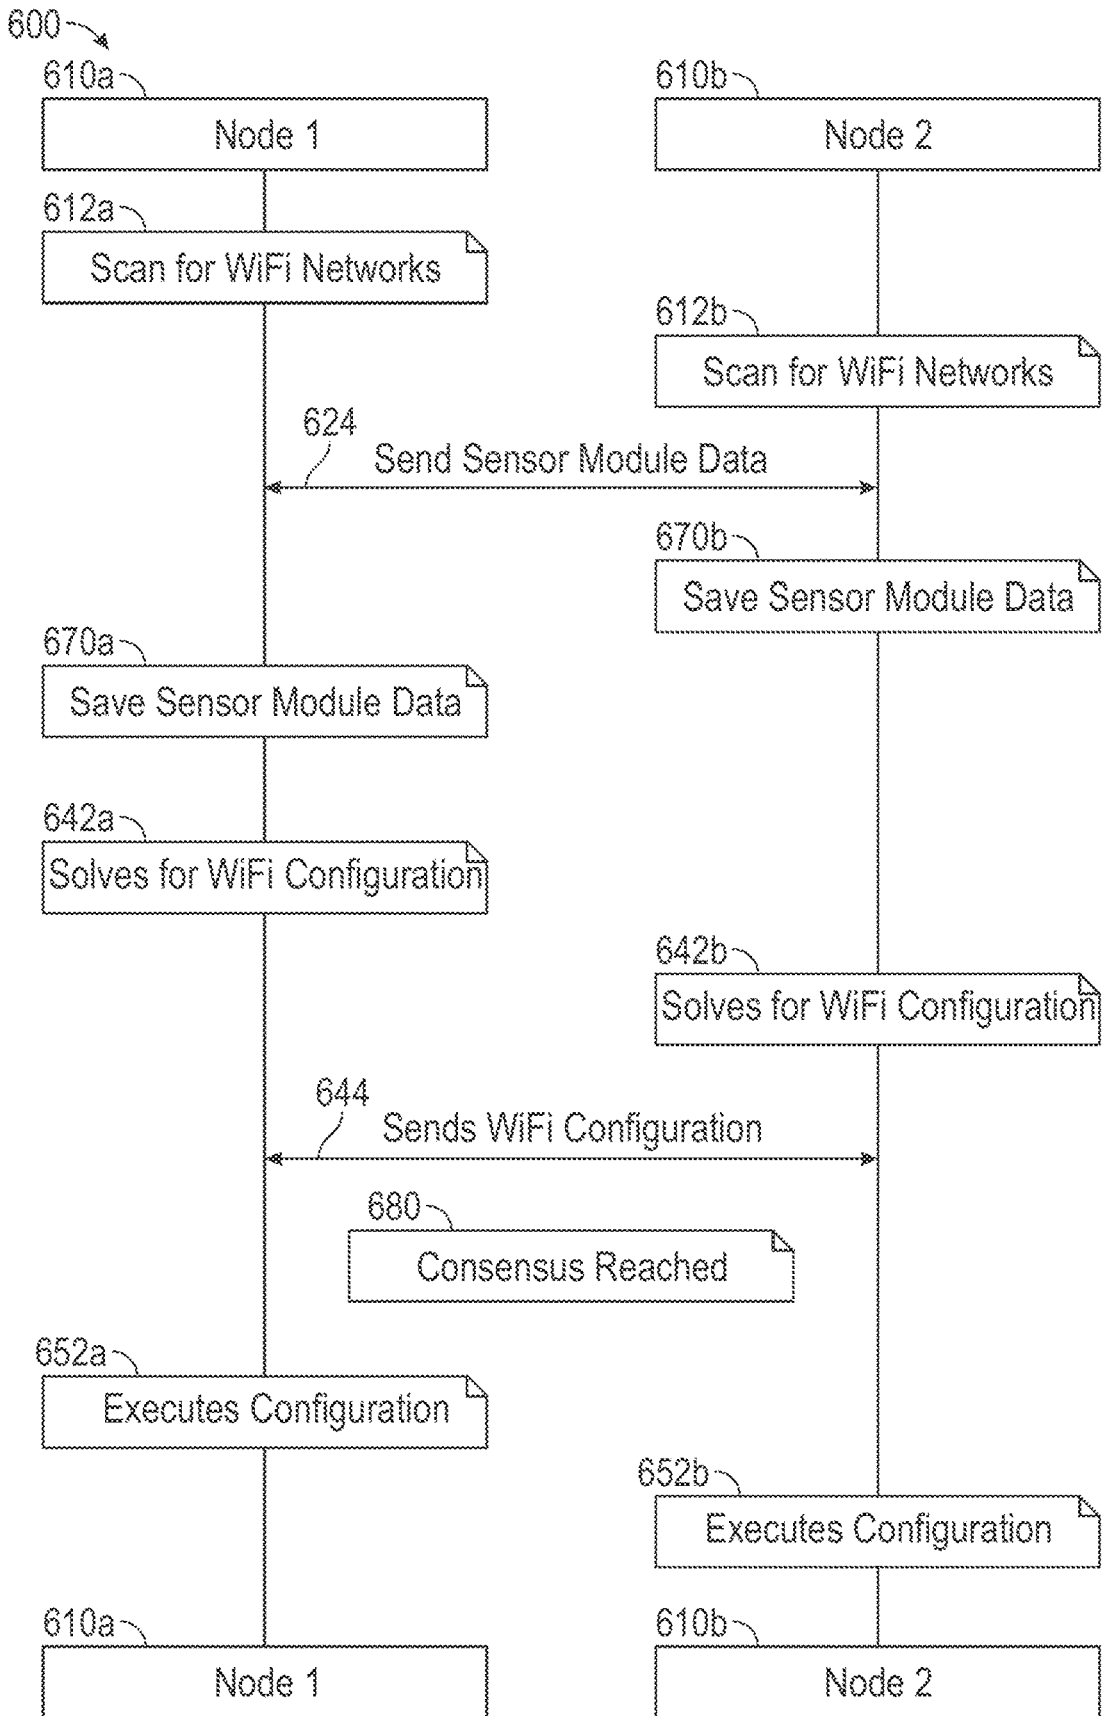 600
610a
610b
Node 1
Node 2
612a
Scan for WiFi Networks
612b
Scan for WiFi Networks
624
Send Sensor Module Data
670b
Save Sensor Module Data
670a
Save Sensor Module Data
642a
Solves for WiFi Configuration
642b
Solves for WiFi Configuration
644
Sends WiFi Configuration
680
Consensus Reached
652a
Executes Configuration
652b
Executes Configuration
610a
610b
Node 1
Node 2